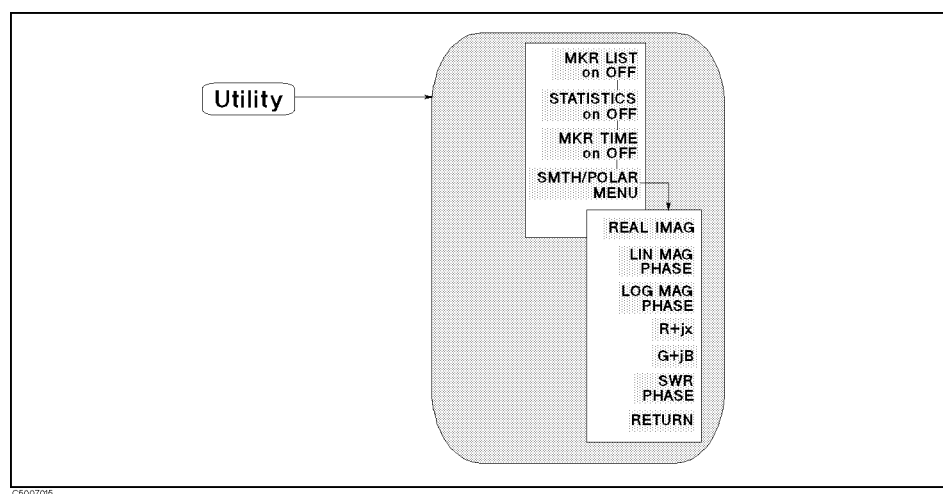 Utility
MKR LIST
on OFF
STATISTICS
on OFF
MKR TIME
on OFF
SMTH/POLAR
MENU
REAL IMAG
LIN MAG
PHASE
LOG MAG
PHASE
R+jx
G+jB
SWR
PHASE
RETURN
C5007015